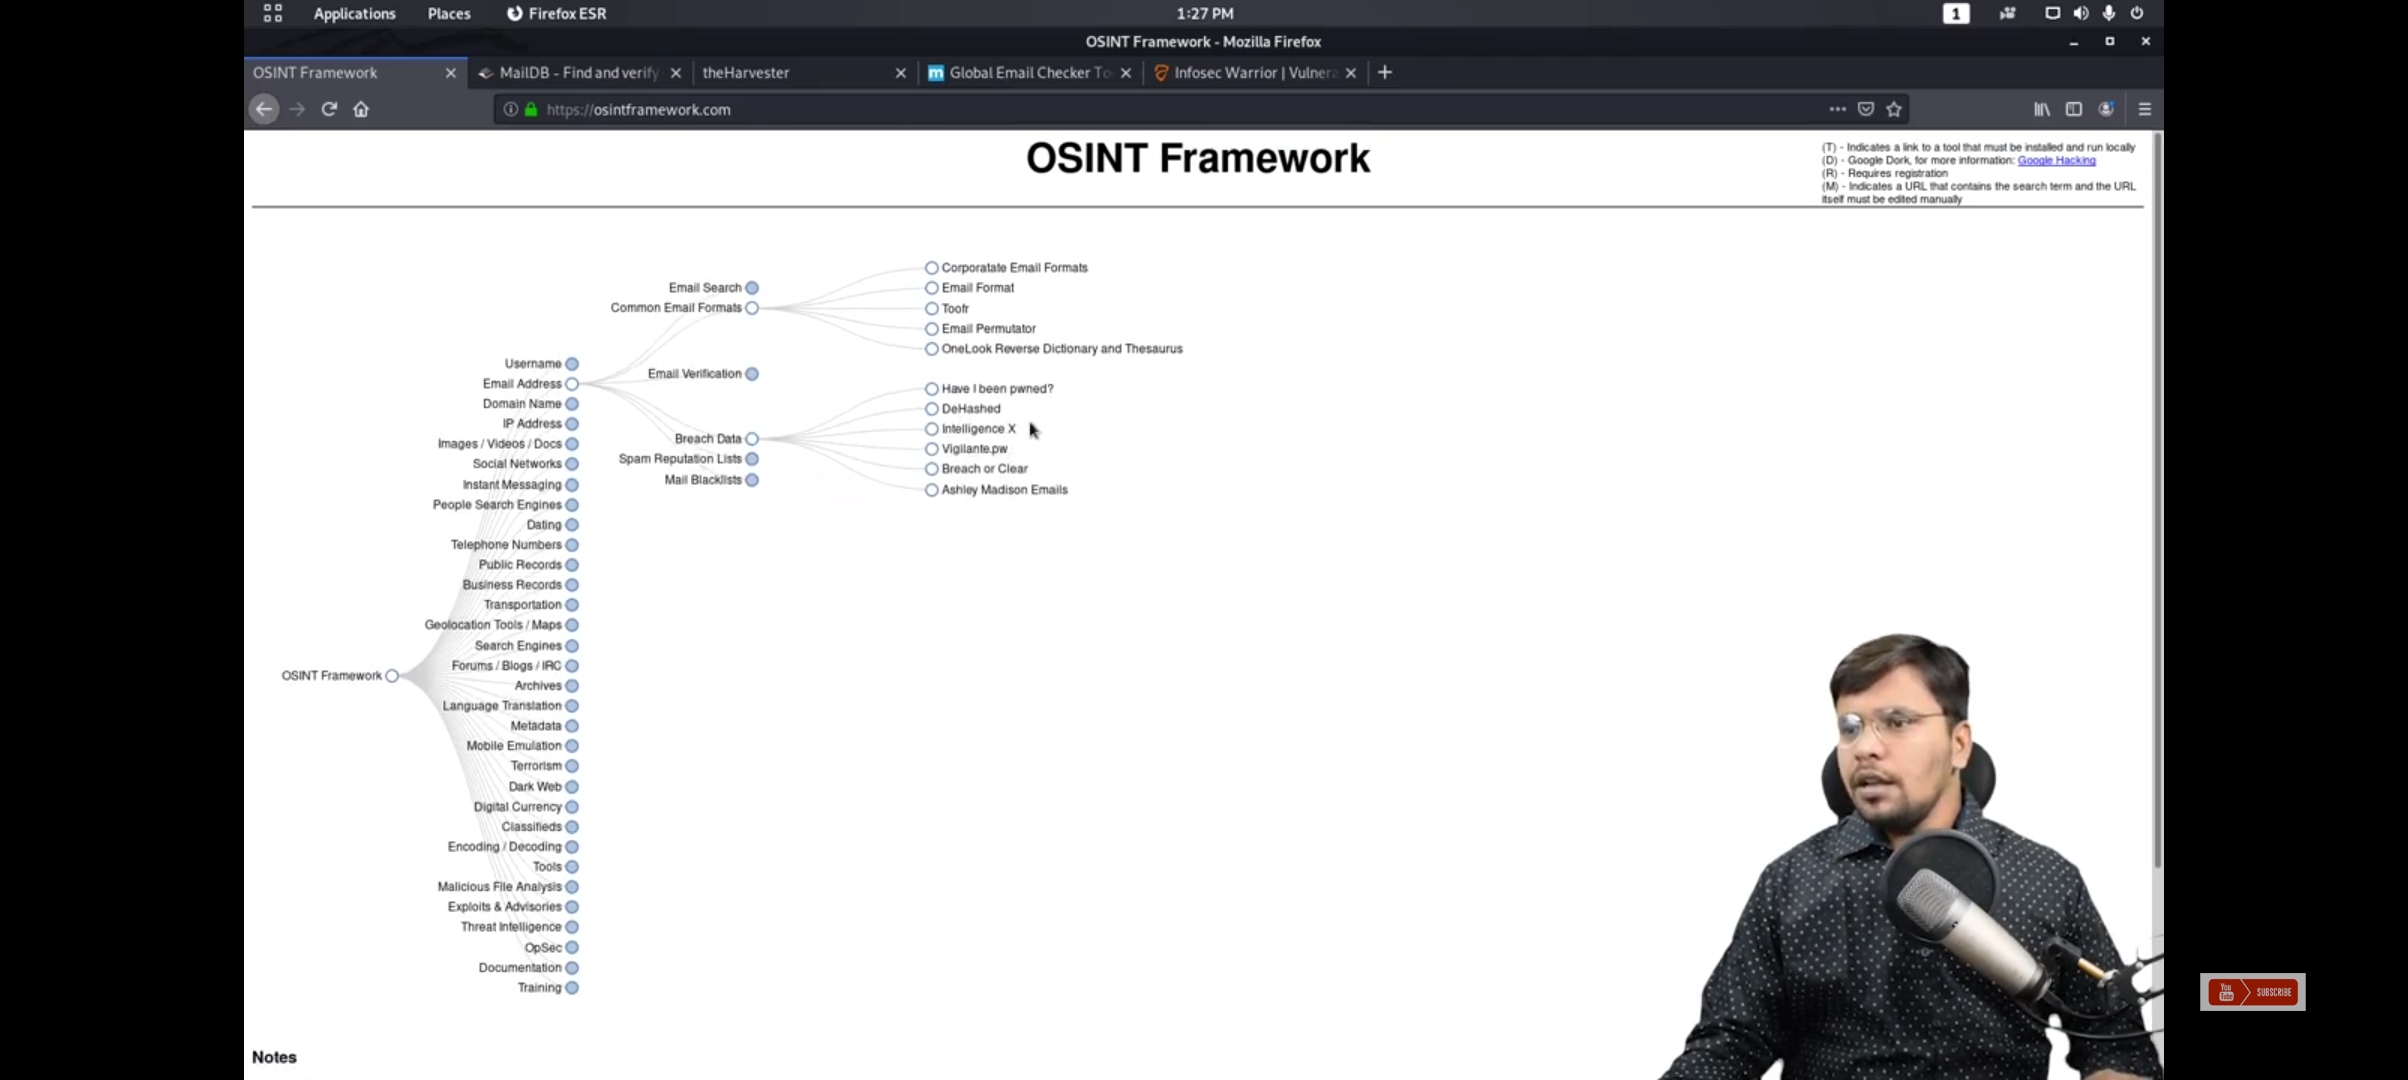 Applications Places Firefox ESR 1:27 PM 1
OSINT Framework - Mozilla Firefox
OSINT Framework MailDB - Find and verify theHarvester Global Email Checker To Infosec Warrior | Vulnera
https://osintframework.com
OSINT Framework
(T) - Indicates a link to a tool that must be installed and run locally
(D) - Google Dork, for more information: Google Hacking
(R) - Requires registration
(M) - Indicates a URL that contains the search term and the URL
itself must be edited manually
OSINT Framework
Username
Email Address
Domain Name
IP Address
Images / Videos / Docs
Social Networks
Instant Messaging
People Search Engines
Dating
Telephone Numbers
Public Records
Business Records
Transportation
Geolocation Tools / Maps
Search Engines
Forums / Blogs / IRC
Archives
Language Translation
Metadata
Mobile Emulation
Terrorism
Dark Web
Digital Currency
Classifieds
Encoding / Decoding
Tools
Malicious File Analysis
Exploits & Advisories
Threat Intelligence
OpSec
Documentation
Training
Email Search
Common Email Formats
Email Verification
Breach Data
Spam Reputation Lists
Mail Blacklists
Corporatate Email Formats
Email Format
Toofr
Email Permutator
OneLook Reverse Dictionary and Thesaurus
Have I been pwned?
DeHashed
Intelligence X
Vigilante.pw
Breach or Clear
Ashley Madison Emails
Notes
You
Tube
SUBSCRIBE